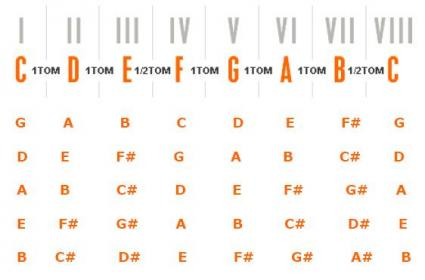 I II III IV V VI VII VIII
C 1TOM D 1TOM E 1/2TOM F 1TOM G 1TOM A 1TOM B 1/2TOM C
G A B C D E F# G
D E F# G A B C# D
A B C# D E F# G# A
E F# G# A B C# D# E
B C# D# E F# G# A# B